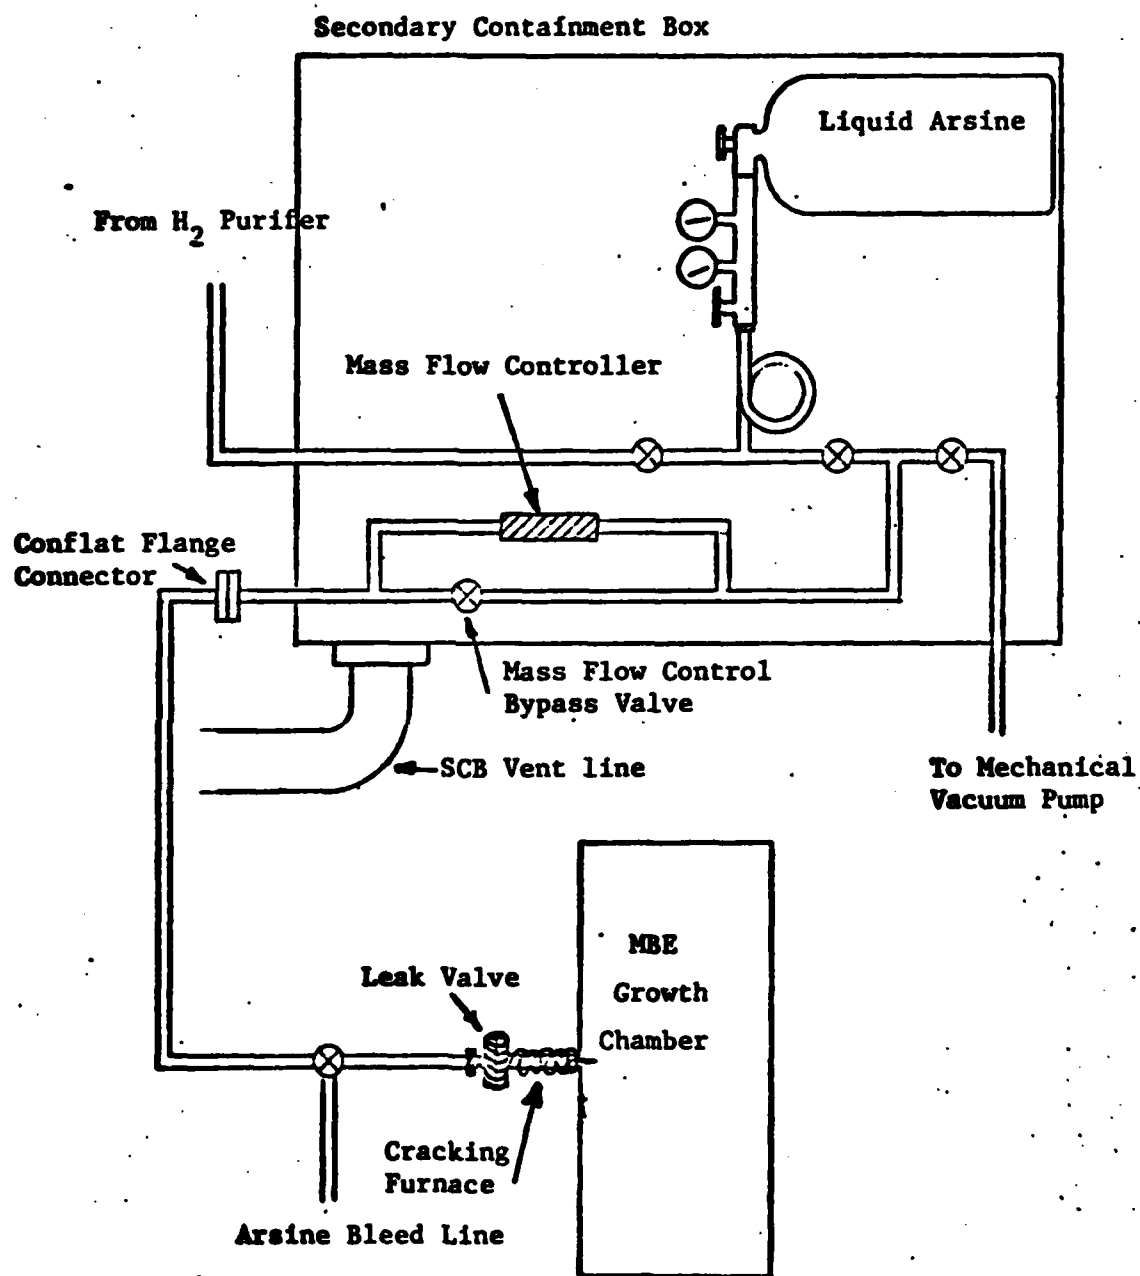 Secondary Containment Box
Liquid Arsine
From H2 Purifer
Mass Flow Controller
Conflat Flange
Connector
Mass Flow Control
Bypass Valve
SCB Vent line
To Mechanical
Vacuum Pump
MBE
Growth
Chamber
Leak Valve
Cracking
Furnace
Arsine Bleed Line